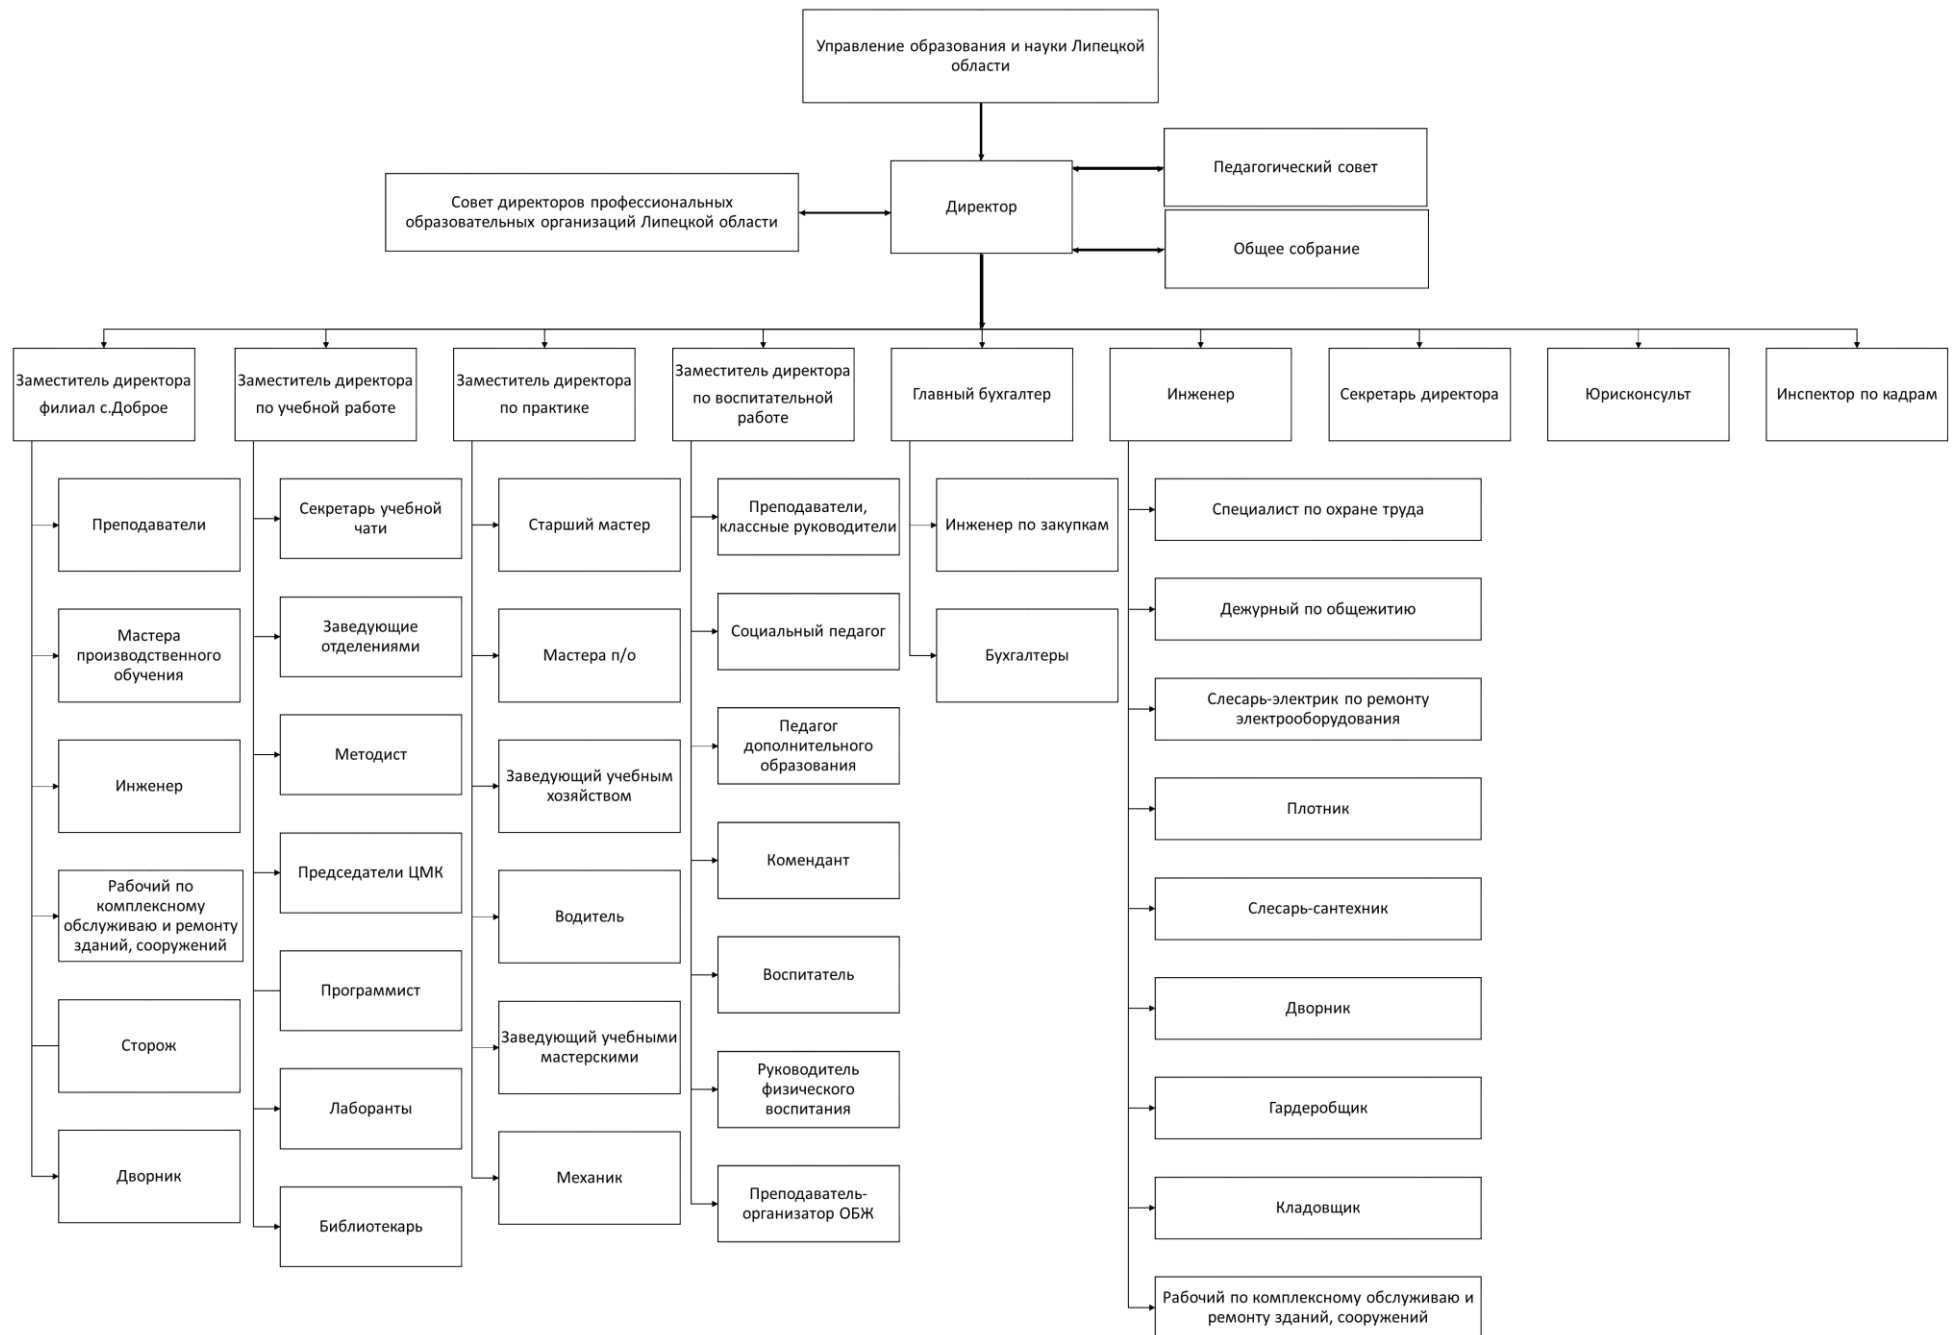 Управление образования и науки Липецкой
области
Педагогический совет
Совет директоров профессиональных
образовательных организаций Липецкой области
Директор
Общее собрание
Заместитель директора
филиал с.Доброе
Заместитель директора
по учебной работе
Заместитель директора
по практике
Заместитель директора
по воспитательной
работе
Главный бухгалтер
Инженер
Секретарь директора
Юрисконсульт
Инспектор по кадрам
Преподаватели
Мастера
производственного
обучения
Инженер
Рабочий по
комплексному
обслуживаю и ремонту
зданий, сооружений
Сторож
Дворник
Секретарь учебной
чати
Заведующие
отделениями
Методист
Председатели ЦМК
Программист
Лаборанты
Библиотекарь
Старший мастер
Мастера п/о
Заведующий учебным
хозяйством
Водитель
Заведующий учебными
мастерскими
Механик
Преподаватели,
классные руководители
Социальный педагог
Педагог
дополнительного
образования
Комендант
Воспитатель
Руководитель
физического
воспитания
Преподаватель-
организатор ОБЖ
Инженер по закупкам
Бухгалтеры
Специалист по охране труда
Дежурный по общежитию
Слесарь-электрик по ремонту
электрооборудования
Плотник
Слесарь-сантехник
Дворник
Гардеробщик
Кладовщик
Рабочий по комплексному обслуживаю и
ремонту зданий, сооружений